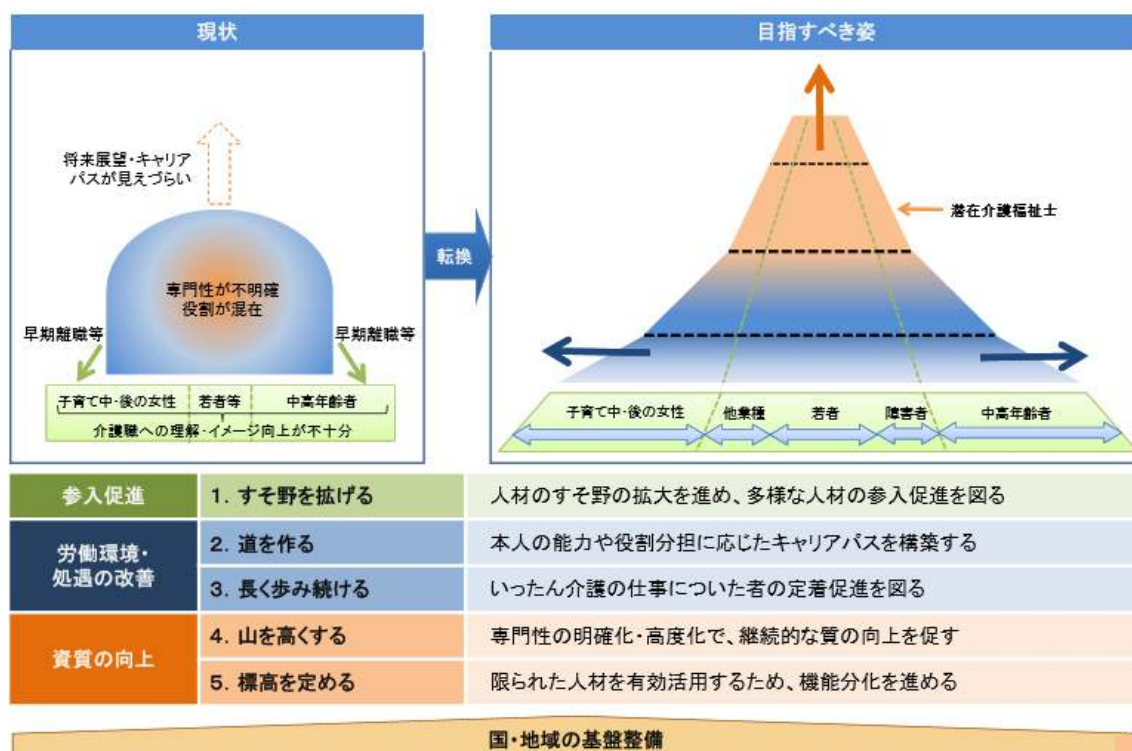 現状
将来展望・キャリア
パスが見えづらい
専門性が不明確
役割が混在
早期離職等
早期離職等
子育て中・後の女性
若者等
中高年齢者
介護職への理解・イメージ向上が不十分
転換
目指すべき姿
潜在介護福祉士
子育て中・後の女性
他業種
若者
障害者
中高年齢者
参入促進
1. すそ野を拡げる
人材のすそ野の拡大を進め、多様な人材の参入促進を図る
労働環境・
処遇の改善
2. 道を作る
本人の能力や役割分担に応じたキャリアパスを構築する
3. 長く歩み続ける
いったん介護の仕事についた者の定着促進を図る
資質の向上
4. 山を高くする
専門性の明確化・高度化で、継続的な質の向上を促す
5. 標高を定める
限られた人材を有効活用するため、機能分化を進める
国・地域の基盤整備